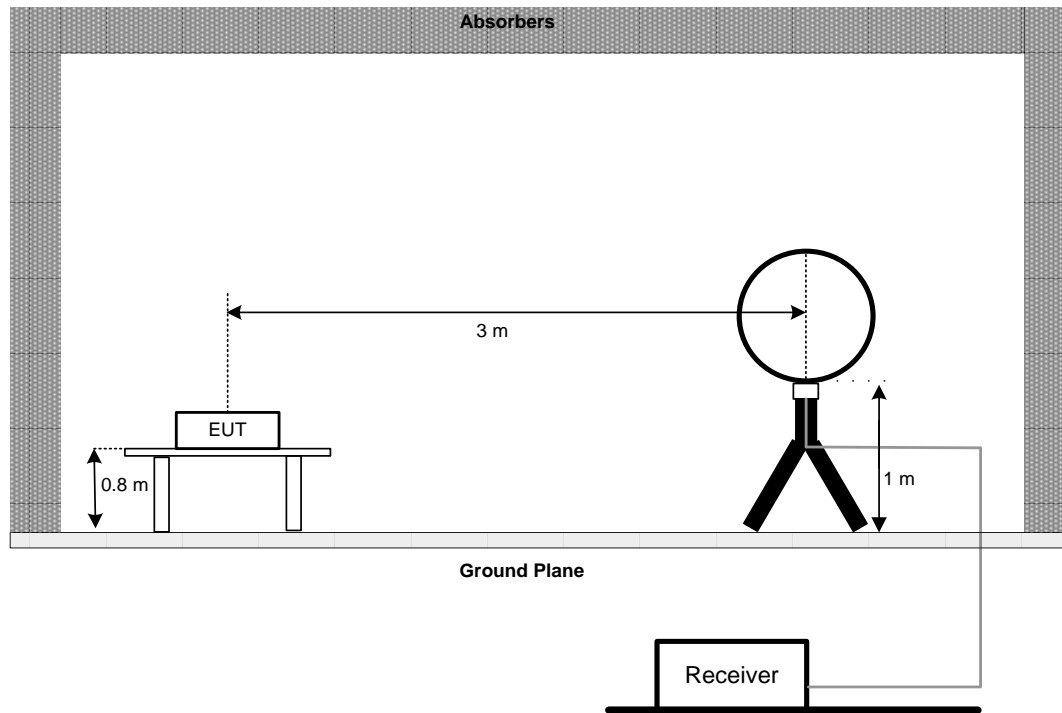 Absorbers
3 m
EUT
0.8 m
1 m
Ground Plane
Receiver